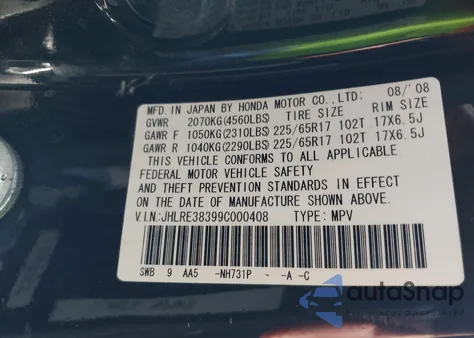 MFD. IN JAPAN BY HONDA MOTOR CO., LTD: 08/'08
GVWR 2070KG(4560LBS) TIRE SIZE RIM SIZE
GAWR F 1050KG(2310LBS) 225/65R17 102T 17X6.5J
GAWR R 1040KG(2290LBS) 225/65R17 102T 17X6.5J
THIS VEHICLE CONFORMS TO ALL APPLICABLE
FEDERAL MOTOR VEHICLE SAFETY
AND THEFT PREVENTION STANDARDS IN EFFECT
ON THE DATE OF MANUFACTURE SHOWN ABOVE.
V.I.N:JHLRE38399C000408 TYPE: MPV
SWB 9 AA5 -NH731P - -A -C
autoSnap